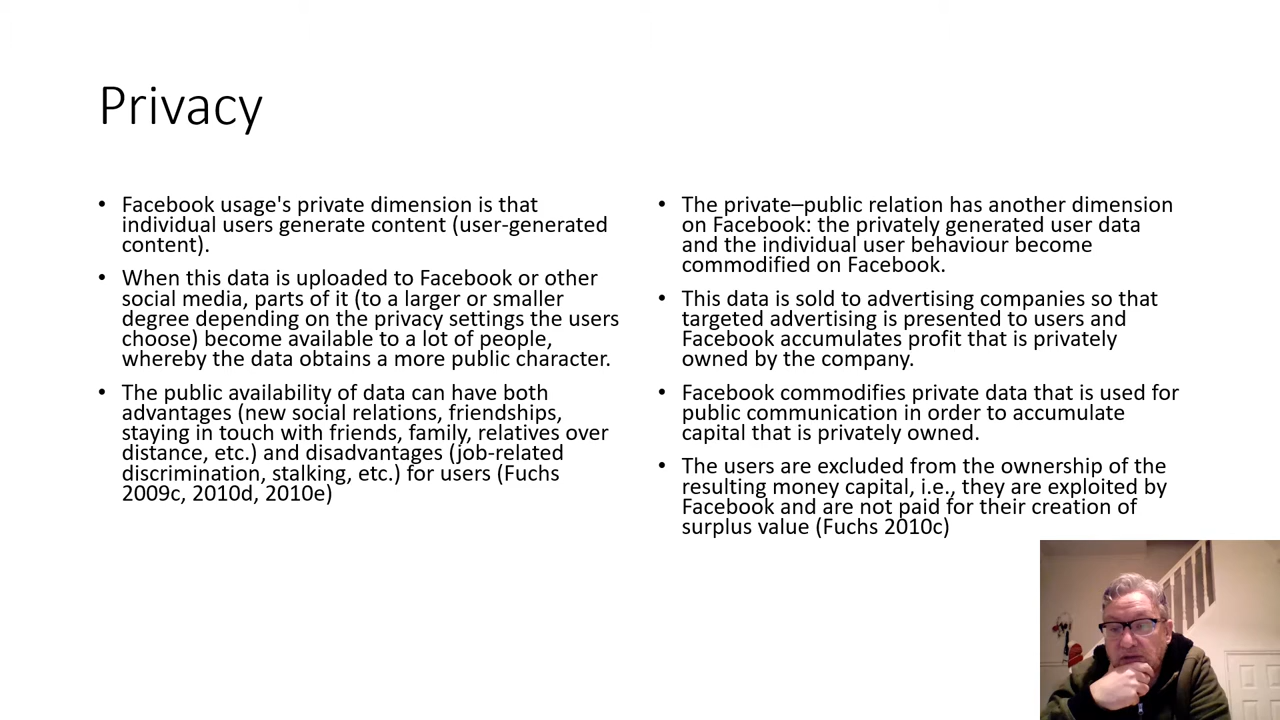 Privacy
• Facebook usage's private dimension is that
individual users generate content (user-generated
content).
• When this data is uploaded to Facebook or other
social media, parts of it (to a larger or smaller
degree depending on the privacy settings the users
choose) become available to a lot of people,
whereby the data obtains a more public character.
• The public availability of data can have both
advantages (new social relations, friendships,
staying in touch with friends, family, relatives over
distance, etc.) and disadvantages (job-related
discrimination, stalking, etc.) for users (Fuchs
2009c, 2010d, 2010e)
• The private–public relation has another dimension
on Facebook: the privately generated user data
and the individual user behaviour become
commodified on Facebook.
• This data is sold to advertising companies so that
targeted advertising is presented to users and
Facebook accumulates profit that is privately
owned by the company.
• Facebook commodifies private data that is used for
public communication in order to accumulate
capital that is privately owned.
• The users are excluded from the ownership of the
resulting money capital, i.e., they are exploited by
Facebook and are not paid for their creation of
surplus value (Fuchs 2010c)